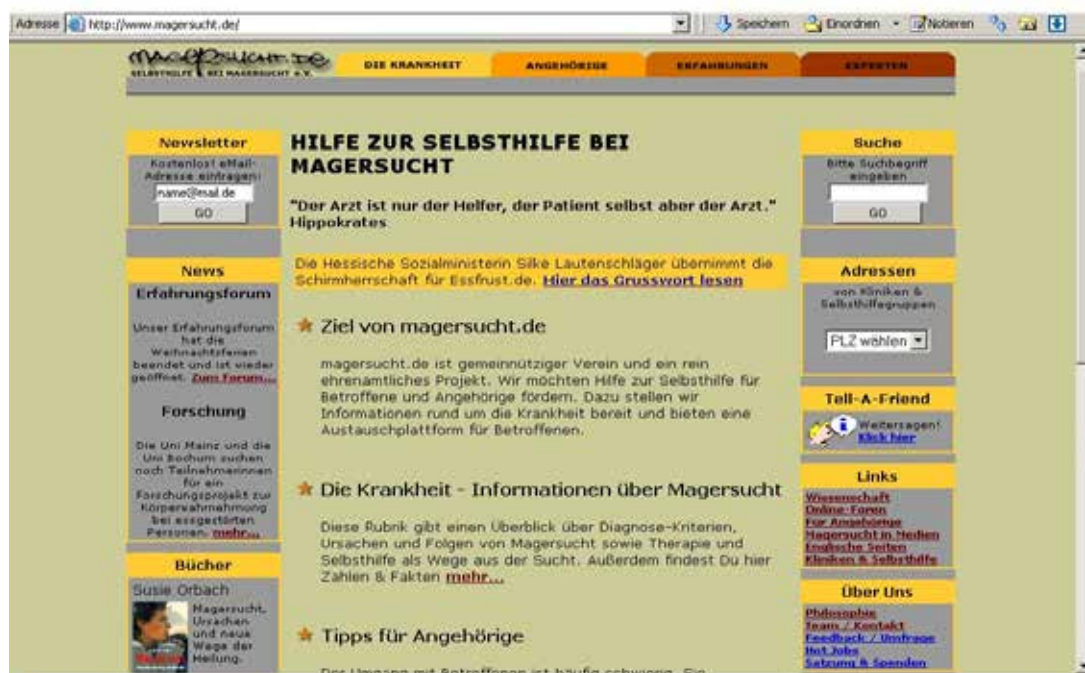 Adresse http://www.magersucht.de/ Speichern Einordnen Notieren
MAGERSUCHT.DE
SELBSTHILFE BEI MAGERSUCHT e.V.
DIE KRANKHEIT ANGEHÖRIGE ERFAHRUNGEN EXPERTEN
Newsletter
Kostenlos! eMail-
Adresse eintragen:
name@mail.de
GO
News
Erfahrungsforum
Unser Erfahrungsforum
hat die
Weihnachtsferien
beendet und ist wieder
geöffnet. Zum Forum...
Forschung
Die Uni Mainz und die
Uni Bochum suchen
noch Teilnehmerinnen
für ein
Forschungsprojekt zur
Körperwahrnehmung
bei essgestörten
Personen. mehr...
Bücher
Susie Orbach
Magersucht,
Ursachen
und neue
Wege der
Heilung.
HILFE ZUR SELBSTHILFE BEI
MAGERSUCHT
"Der Arzt ist nur der Helfer, der Patient selbst aber der Arzt."
Hippokrates
Die Hessische Sozialministerin Silke Lautenschläger übernimmt die
Schirmherrschaft für Essfrust.de. Hier das Grusswort lesen
Ziel von magersucht.de
magersucht.de ist gemeinnütziger Verein und ein rein
ehrenamtliches Projekt. Wir möchten Hilfe zur Selbsthilfe für
Betroffene und Angehörige fördern. Dazu stellen wir
Informationen rund um die Krankheit bereit und bieten eine
Austauschplattform für Betroffenen.
Die Krankheit - Informationen über Magersucht
Diese Rubrik gibt einen Überblick über Diagnose-Kriterien,
Ursachen und Folgen von Magersucht sowie Therapie und
Selbsthilfe als Wege aus der Sucht. Außerdem findest Du hier
Zahlen & Fakten mehr...
Tipps für Angehörige
Der Umgang mit Betroffenen ist häufig schwierig. Sie
Suche
Bitte Suchbegriff
eingeben
GO
Adressen
von Kliniken &
Selbsthilfegruppen
PLZ wählen
Tell-A-Friend
Weitersagen!
Klick hier
Links
Wissenschaft
Online-Foren
Für Angehörige
Magersucht in Medien
Englische Seiten
Kliniken & Selbsthilfe
Über Uns
Philosophie
Team / Kontakt
Feedback / Umfrage
Hot Jobs
Satzung & Spenden